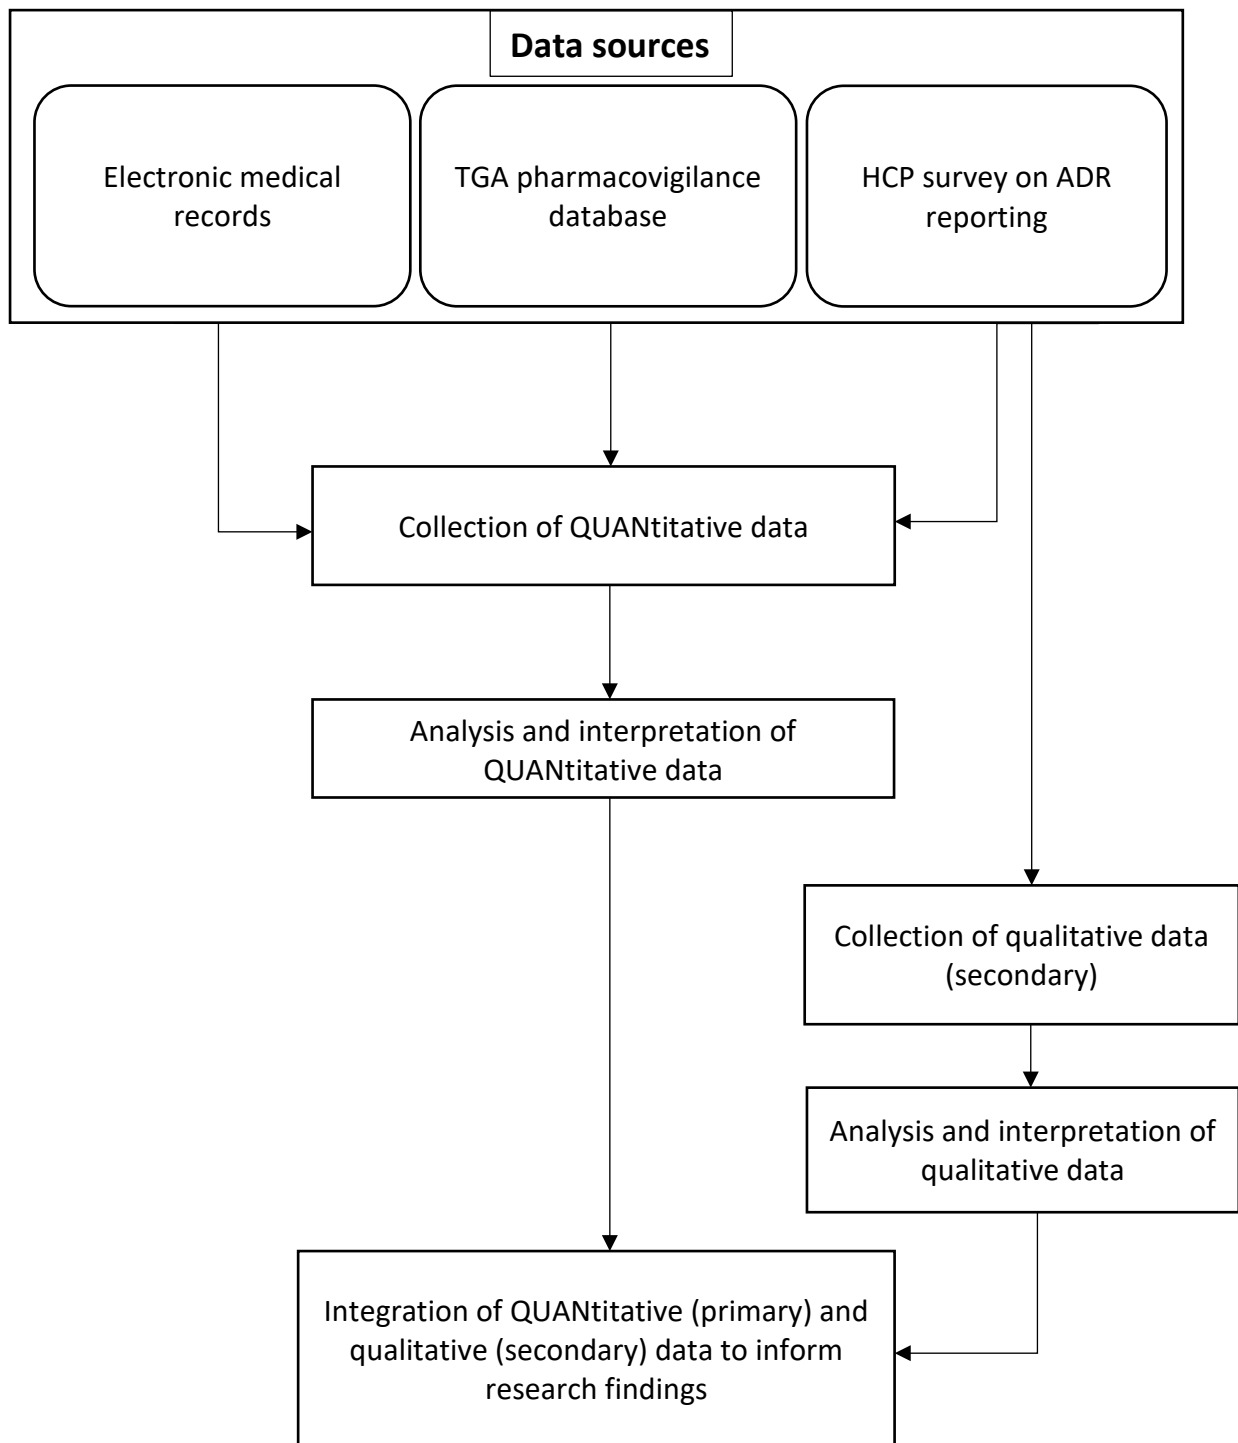 Data sources
Electronic medical
records
TGA pharmacovigilance
database
HCP survey on ADR
reporting
Collection of QUANtitative data
Analysis and interpretation of
QUANtitative data
Collection of qualitative data
(secondary)
Analysis and interpretation of
qualitative data
Integration of QUANtitative (primary) and
qualitative (secondary) data to inform
research findings